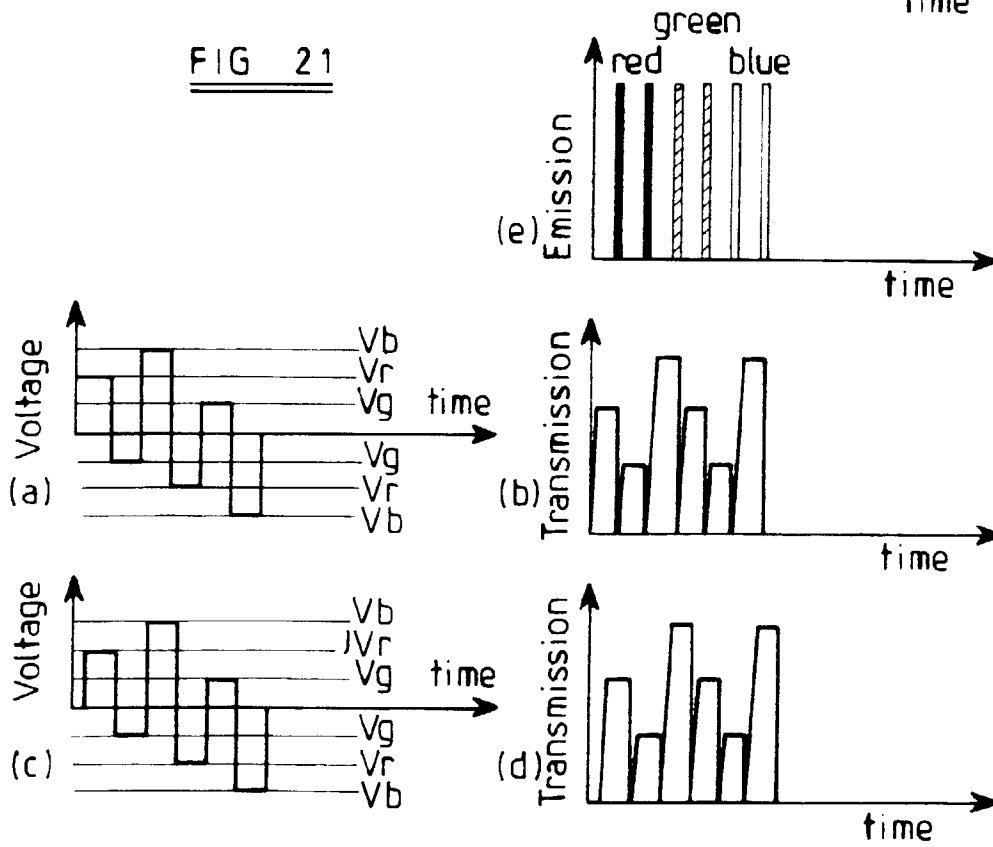 time
FIG 21
green
red blue
Emission
(e)
time
Voltage
Vb
Vr
Vg
time
Vg
Vr
Vb
(a)
Transmission
(b)
time
Voltage
Vb
Vr
Vg
time
Vg
Vr
Vb
(c)
Transmission
(d)
time